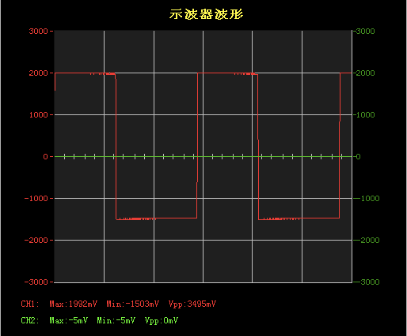 示波器波形
3000 3000
2000 2000
1000 1000
0 0
-1000 -1000
-2000 -2000
-3000 -3000
CH1: Max:1992mV Min:-1503mV Vpp:3495mV
CH2: Max:-5mV Min:-5mV Vpp:0mV